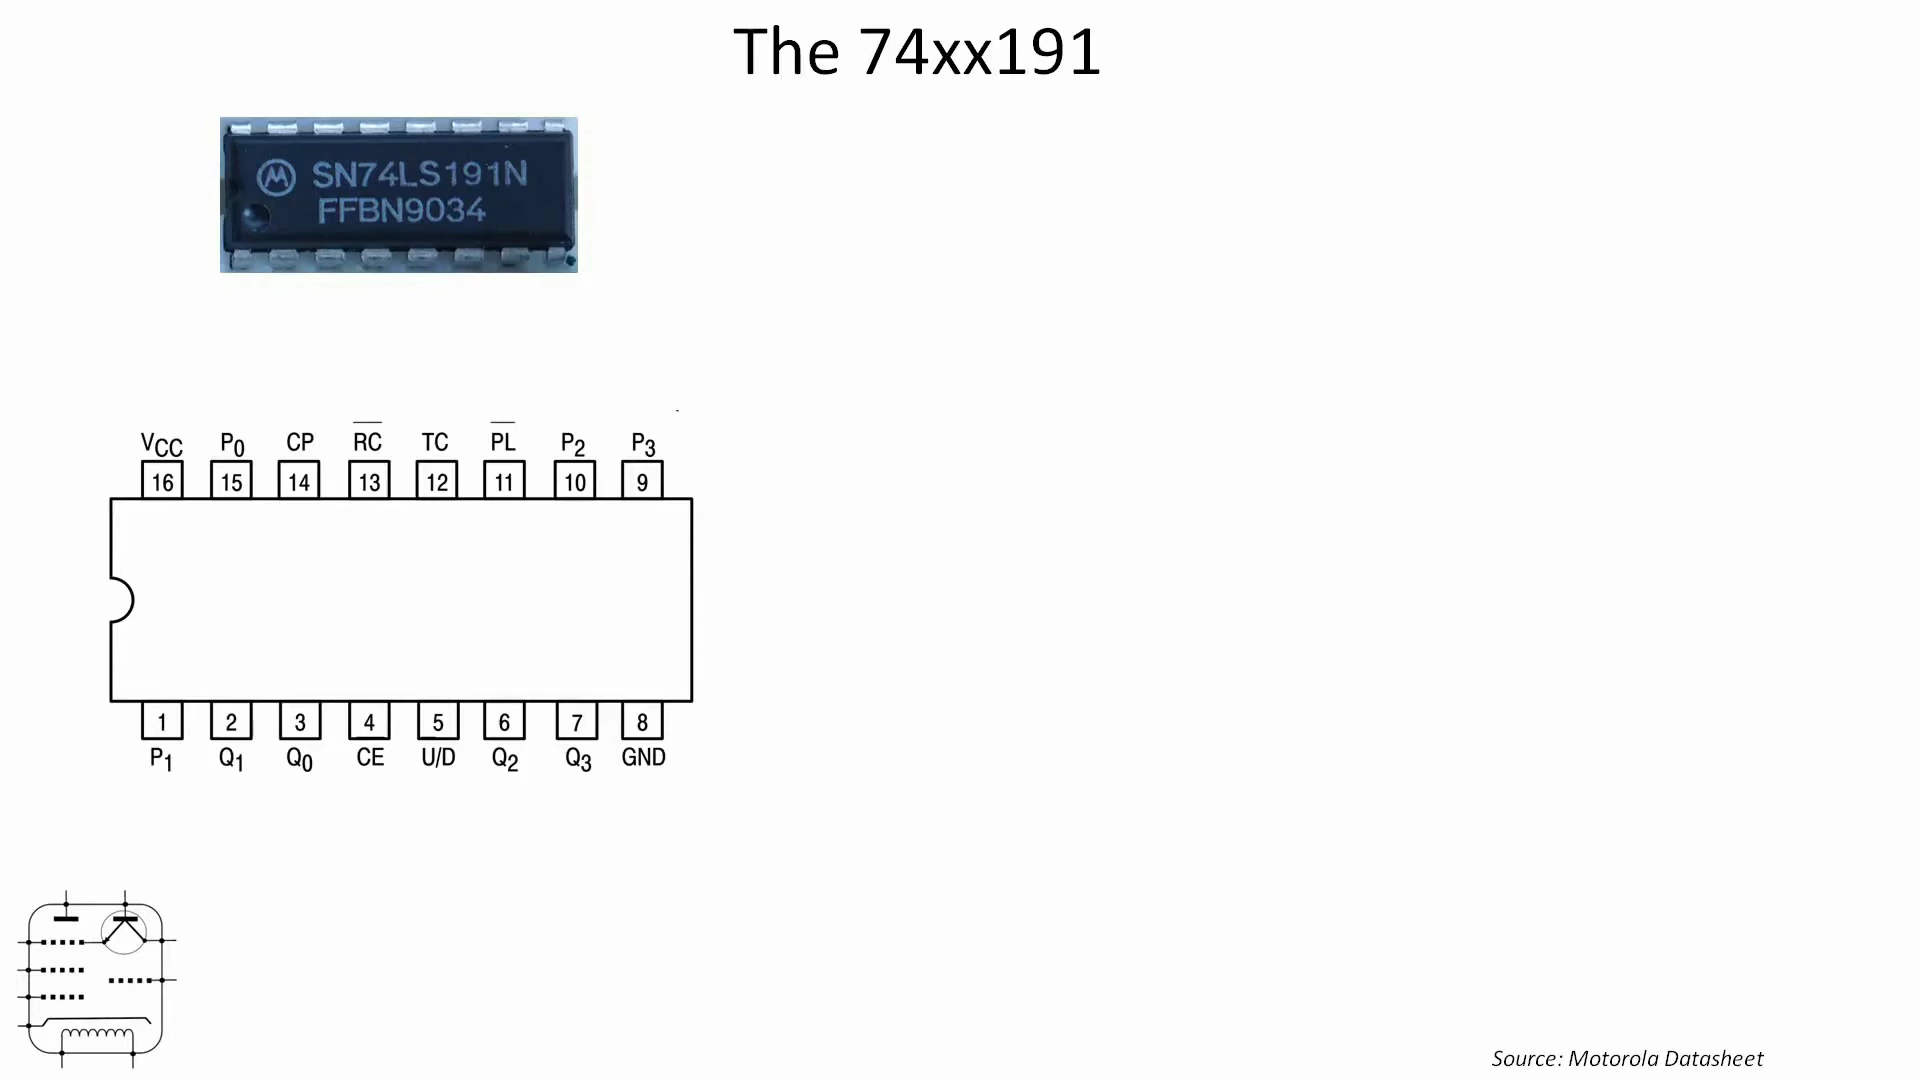 The 74xx191
SN74LS191N
FFBN9034
VCC P0 CP RC TC PL P2 P3
16 15 14 13 12 11 10 9
1 2 3 4 5 6 7 8
P1 Q1 Q0 CE U/D Q2 Q3 GND
Source: Motorola Datasheet